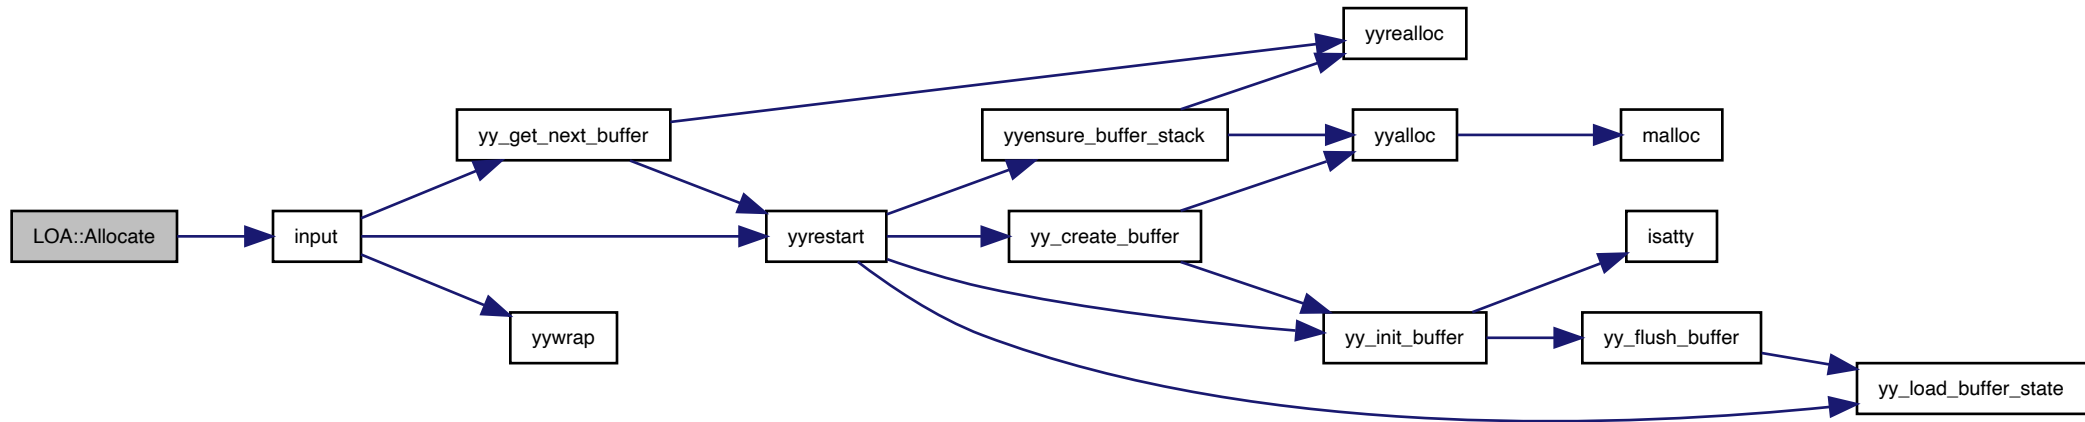 yyrealloc
yy_get_next_buffer
yyensure_buffer_stack
yyalloc
malloc
LOA::Allocate
input
yyrestart
yy_create_buffer
isatty
yywrap
yy_init_buffer
yy_flush_buffer
yy_load_buffer_state